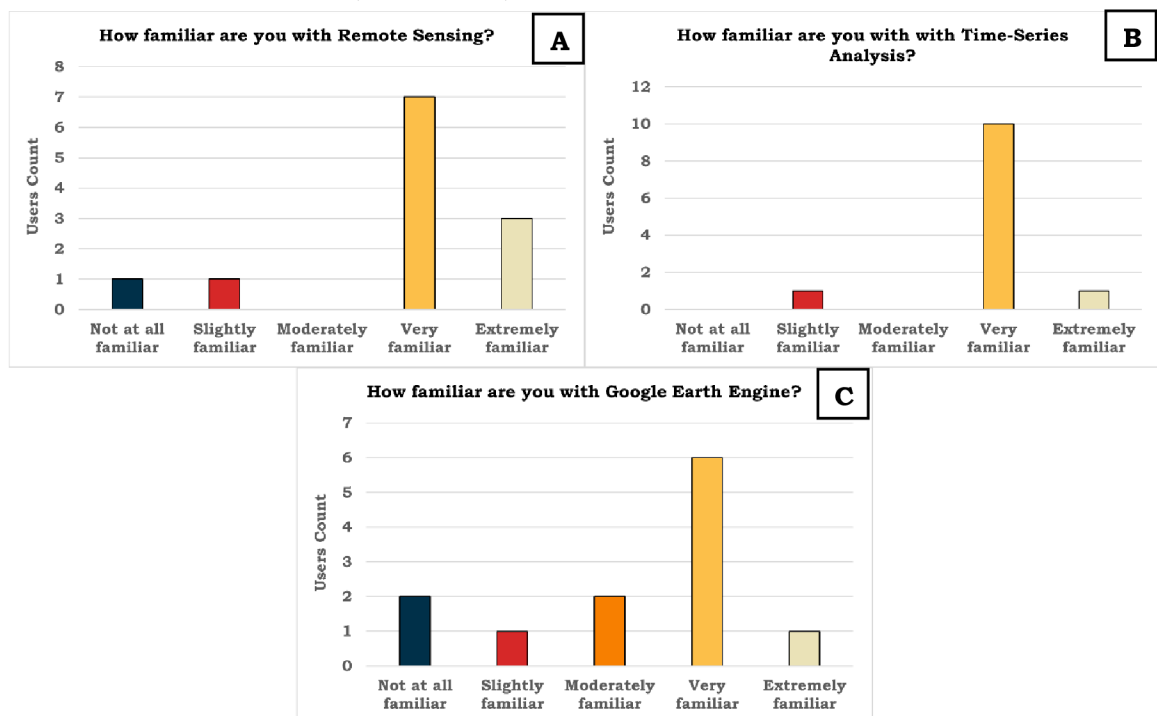 How familiar are you with Remote Sensing?
A
8
7
6
5
4
3
2
1
0
Users Count
Not at all
familiar
Slightly
familiar
Moderately
familiar
Very
familiar
Extremely
familiar
How familiar are you with with Time-Series
Analysis?
B
12
10
8
6
4
2
0
Users Count
Not at all
familiar
Slightly
familiar
Moderately
familiar
Very
familiar
Extremely
familiar
How familiar are you with Google Earth Engine?
C
7
6
5
4
3
2
1
0
Users Count
Not at all
familiar
Slightly
familiar
Moderately
familiar
Very
familiar
Extremely
familiar